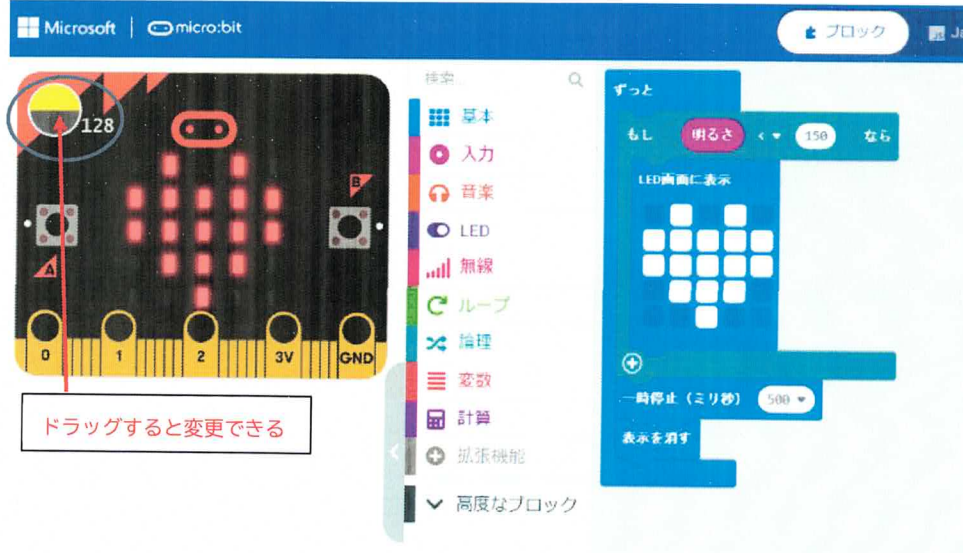 Microsoft micro:bit
ブロック Ja
128
A
B
0 1 2 3V GND
ドラッグすると変更できる
検索...
基本
入力
音楽
LED
無線
ループ
論理
変数
計算
拡張機能
高度なブロック
ずっと
もし 明るさ < 150 なら
LED画面に表示
一時停止（ミリ秒） 500
表示を消す